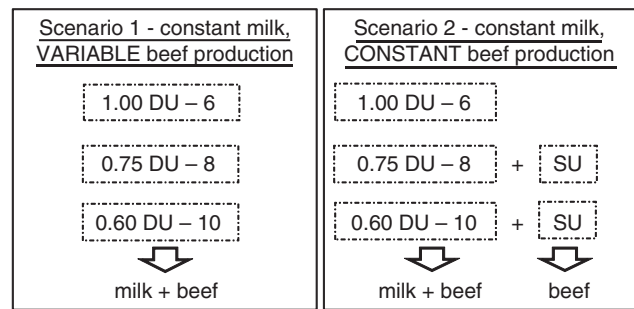 Scenario 1 - constant milk,
VARIABLE beef production
1.00 DU – 6
0.75 DU – 8
0.60 DU – 10
milk + beef
Scenario 2 - constant milk,
CONSTANT beef production
1.00 DU – 6
0.75 DU – 8 + SU
0.60 DU – 10 + SU
milk + beef beef